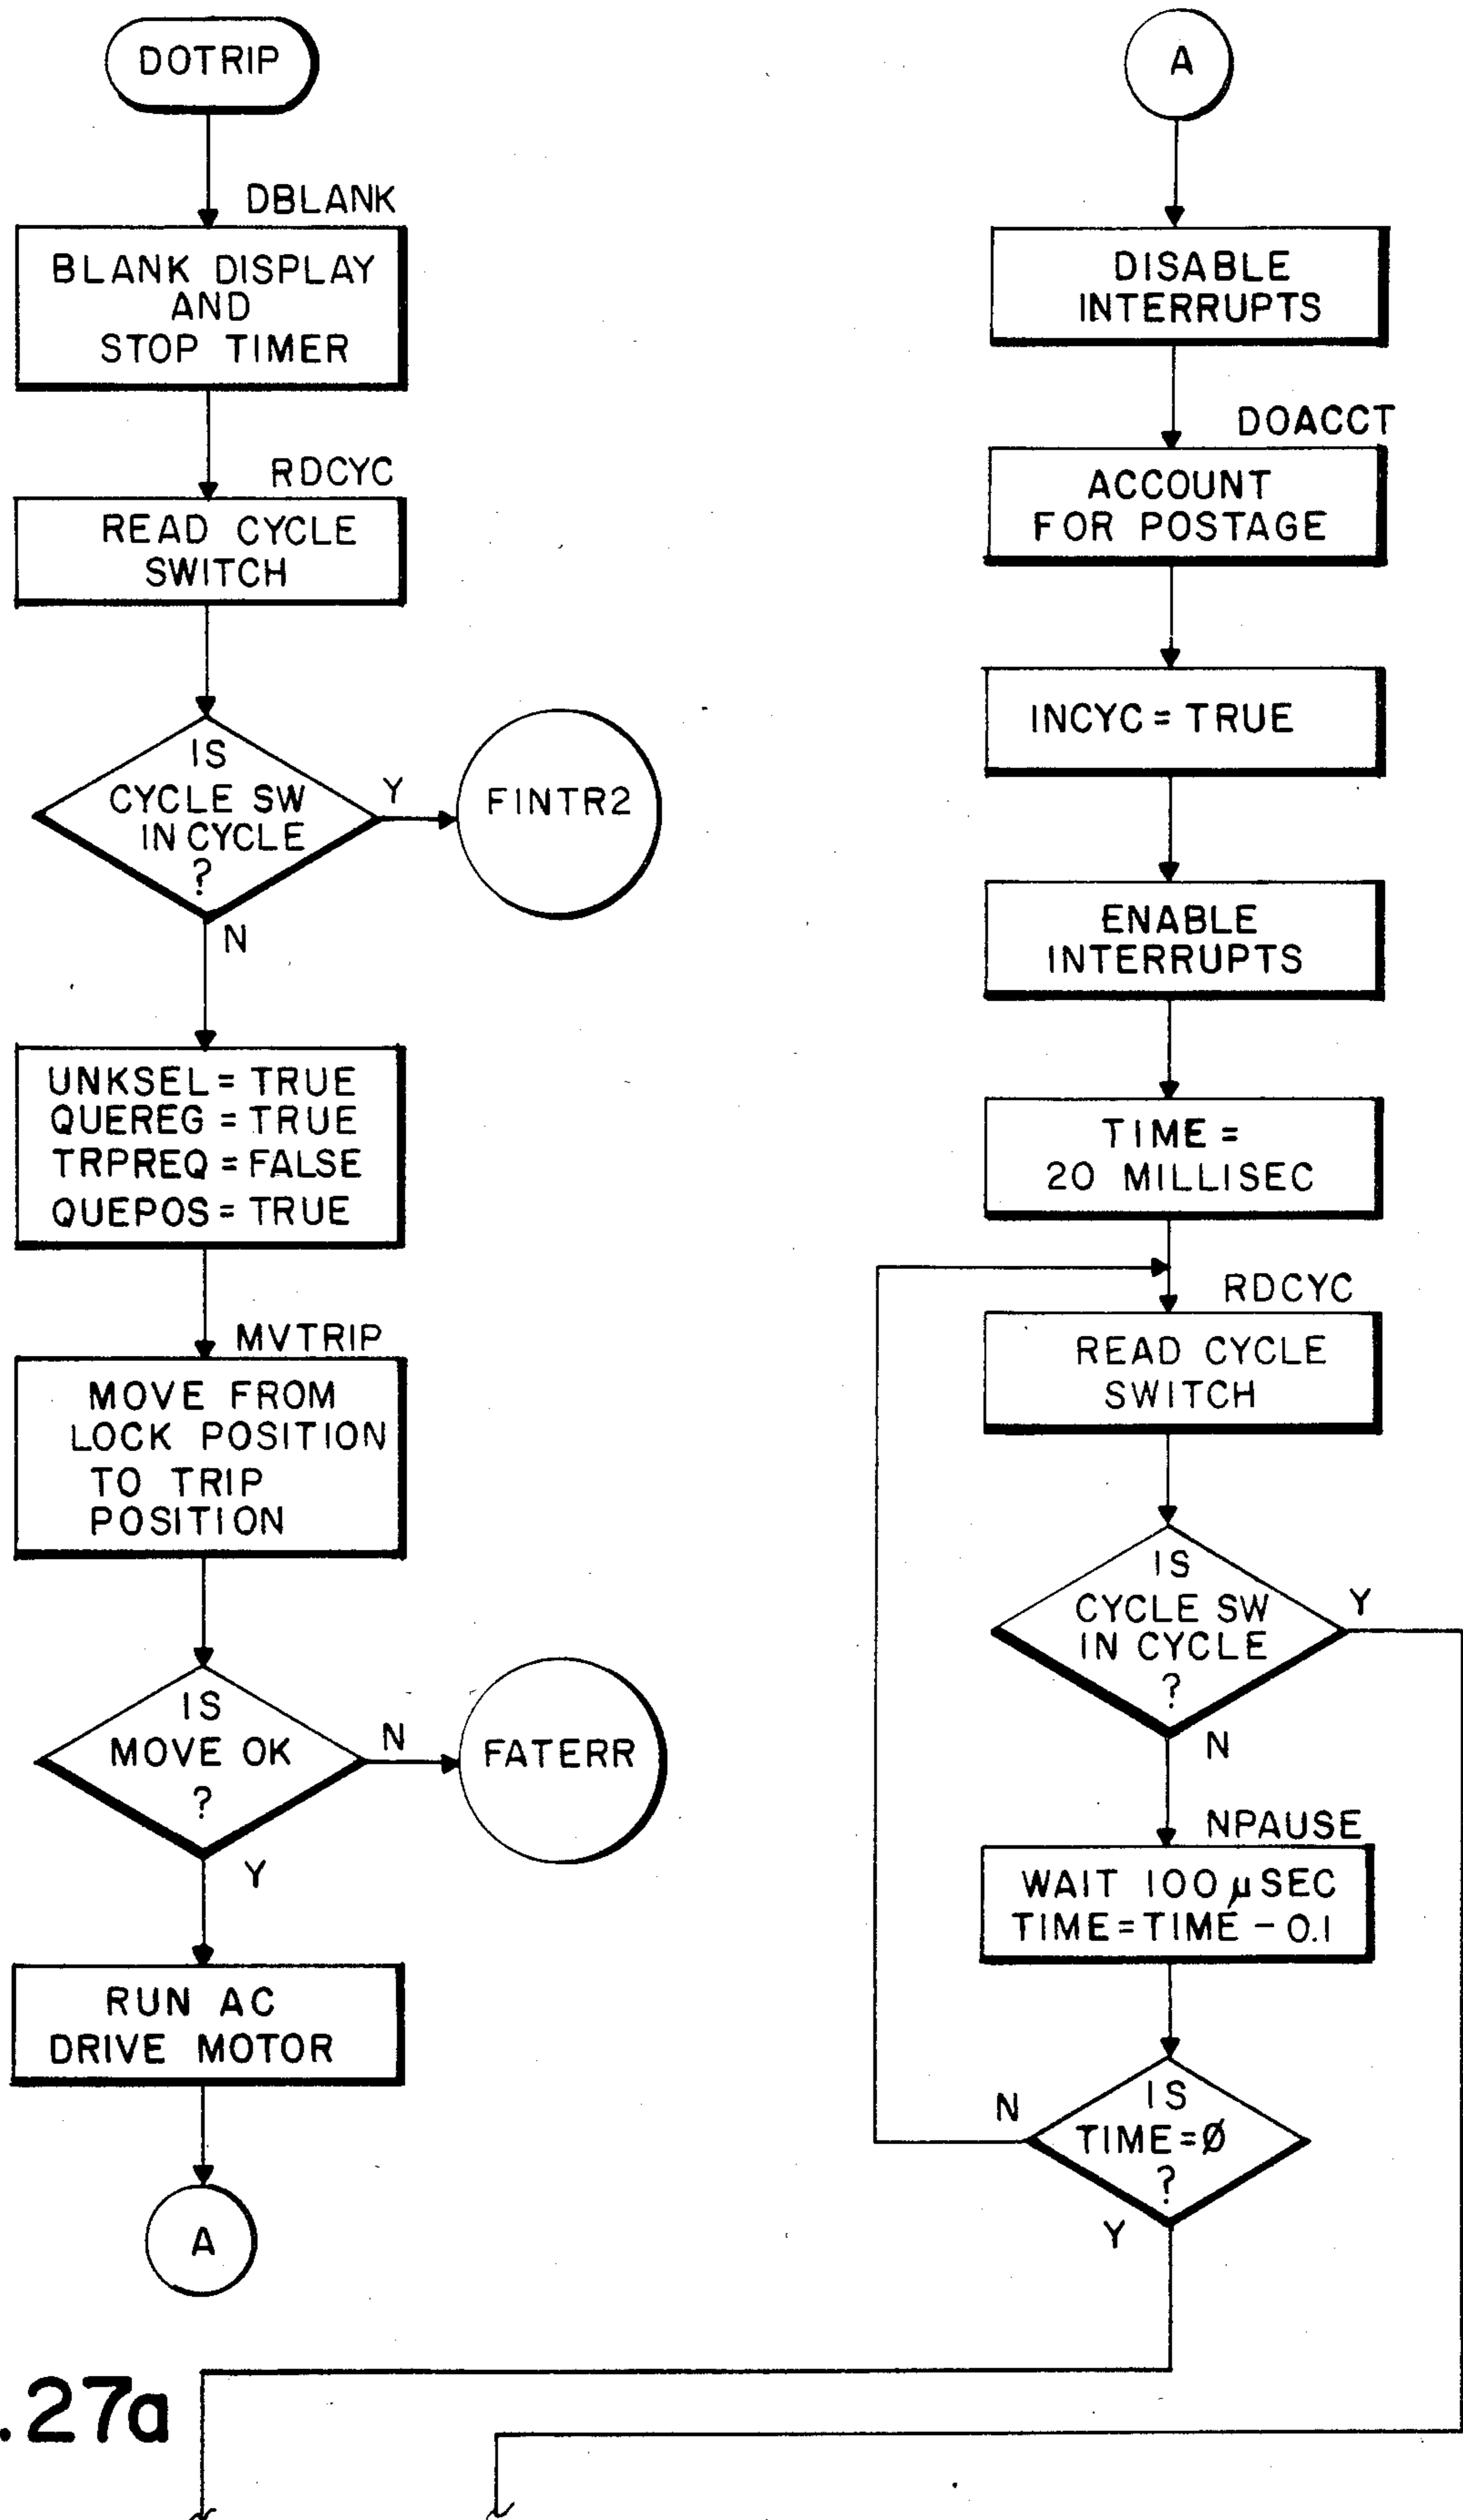 DOTRIP
DBLANK
BLANK DISPLAY
AND
STOP TIMER
RDCYC
READ CYCLE
SWITCH
IS
CYCLE SW
IN CYCLE
?
Y
FINTR2
N
UNKSEL = TRUE
QUEREG = TRUE
TRPREQ = FALSE
QUEPOS = TRUE
MVTRIP
MOVE FROM
LOCK POSITION
TO TRIP
POSITION
IS
MOVE OK
?
N
FATERR
Y
RUN AC
DRIVE MOTOR
A
A
DISABLE
INTERRUPTS
DOACCT
ACCOUNT
FOR POSTAGE
INCYC = TRUE
ENABLE
INTERRUPTS
TIME =
20 MILLISEC
RDCYC
READ CYCLE
SWITCH
IS
CYCLE SW
IN CYCLE
?
Y
N
NPAUSE
WAIT 100 µSEC
TIME = TIME - 0.1
IS
TIME = Ø
?
N
Y
.27a